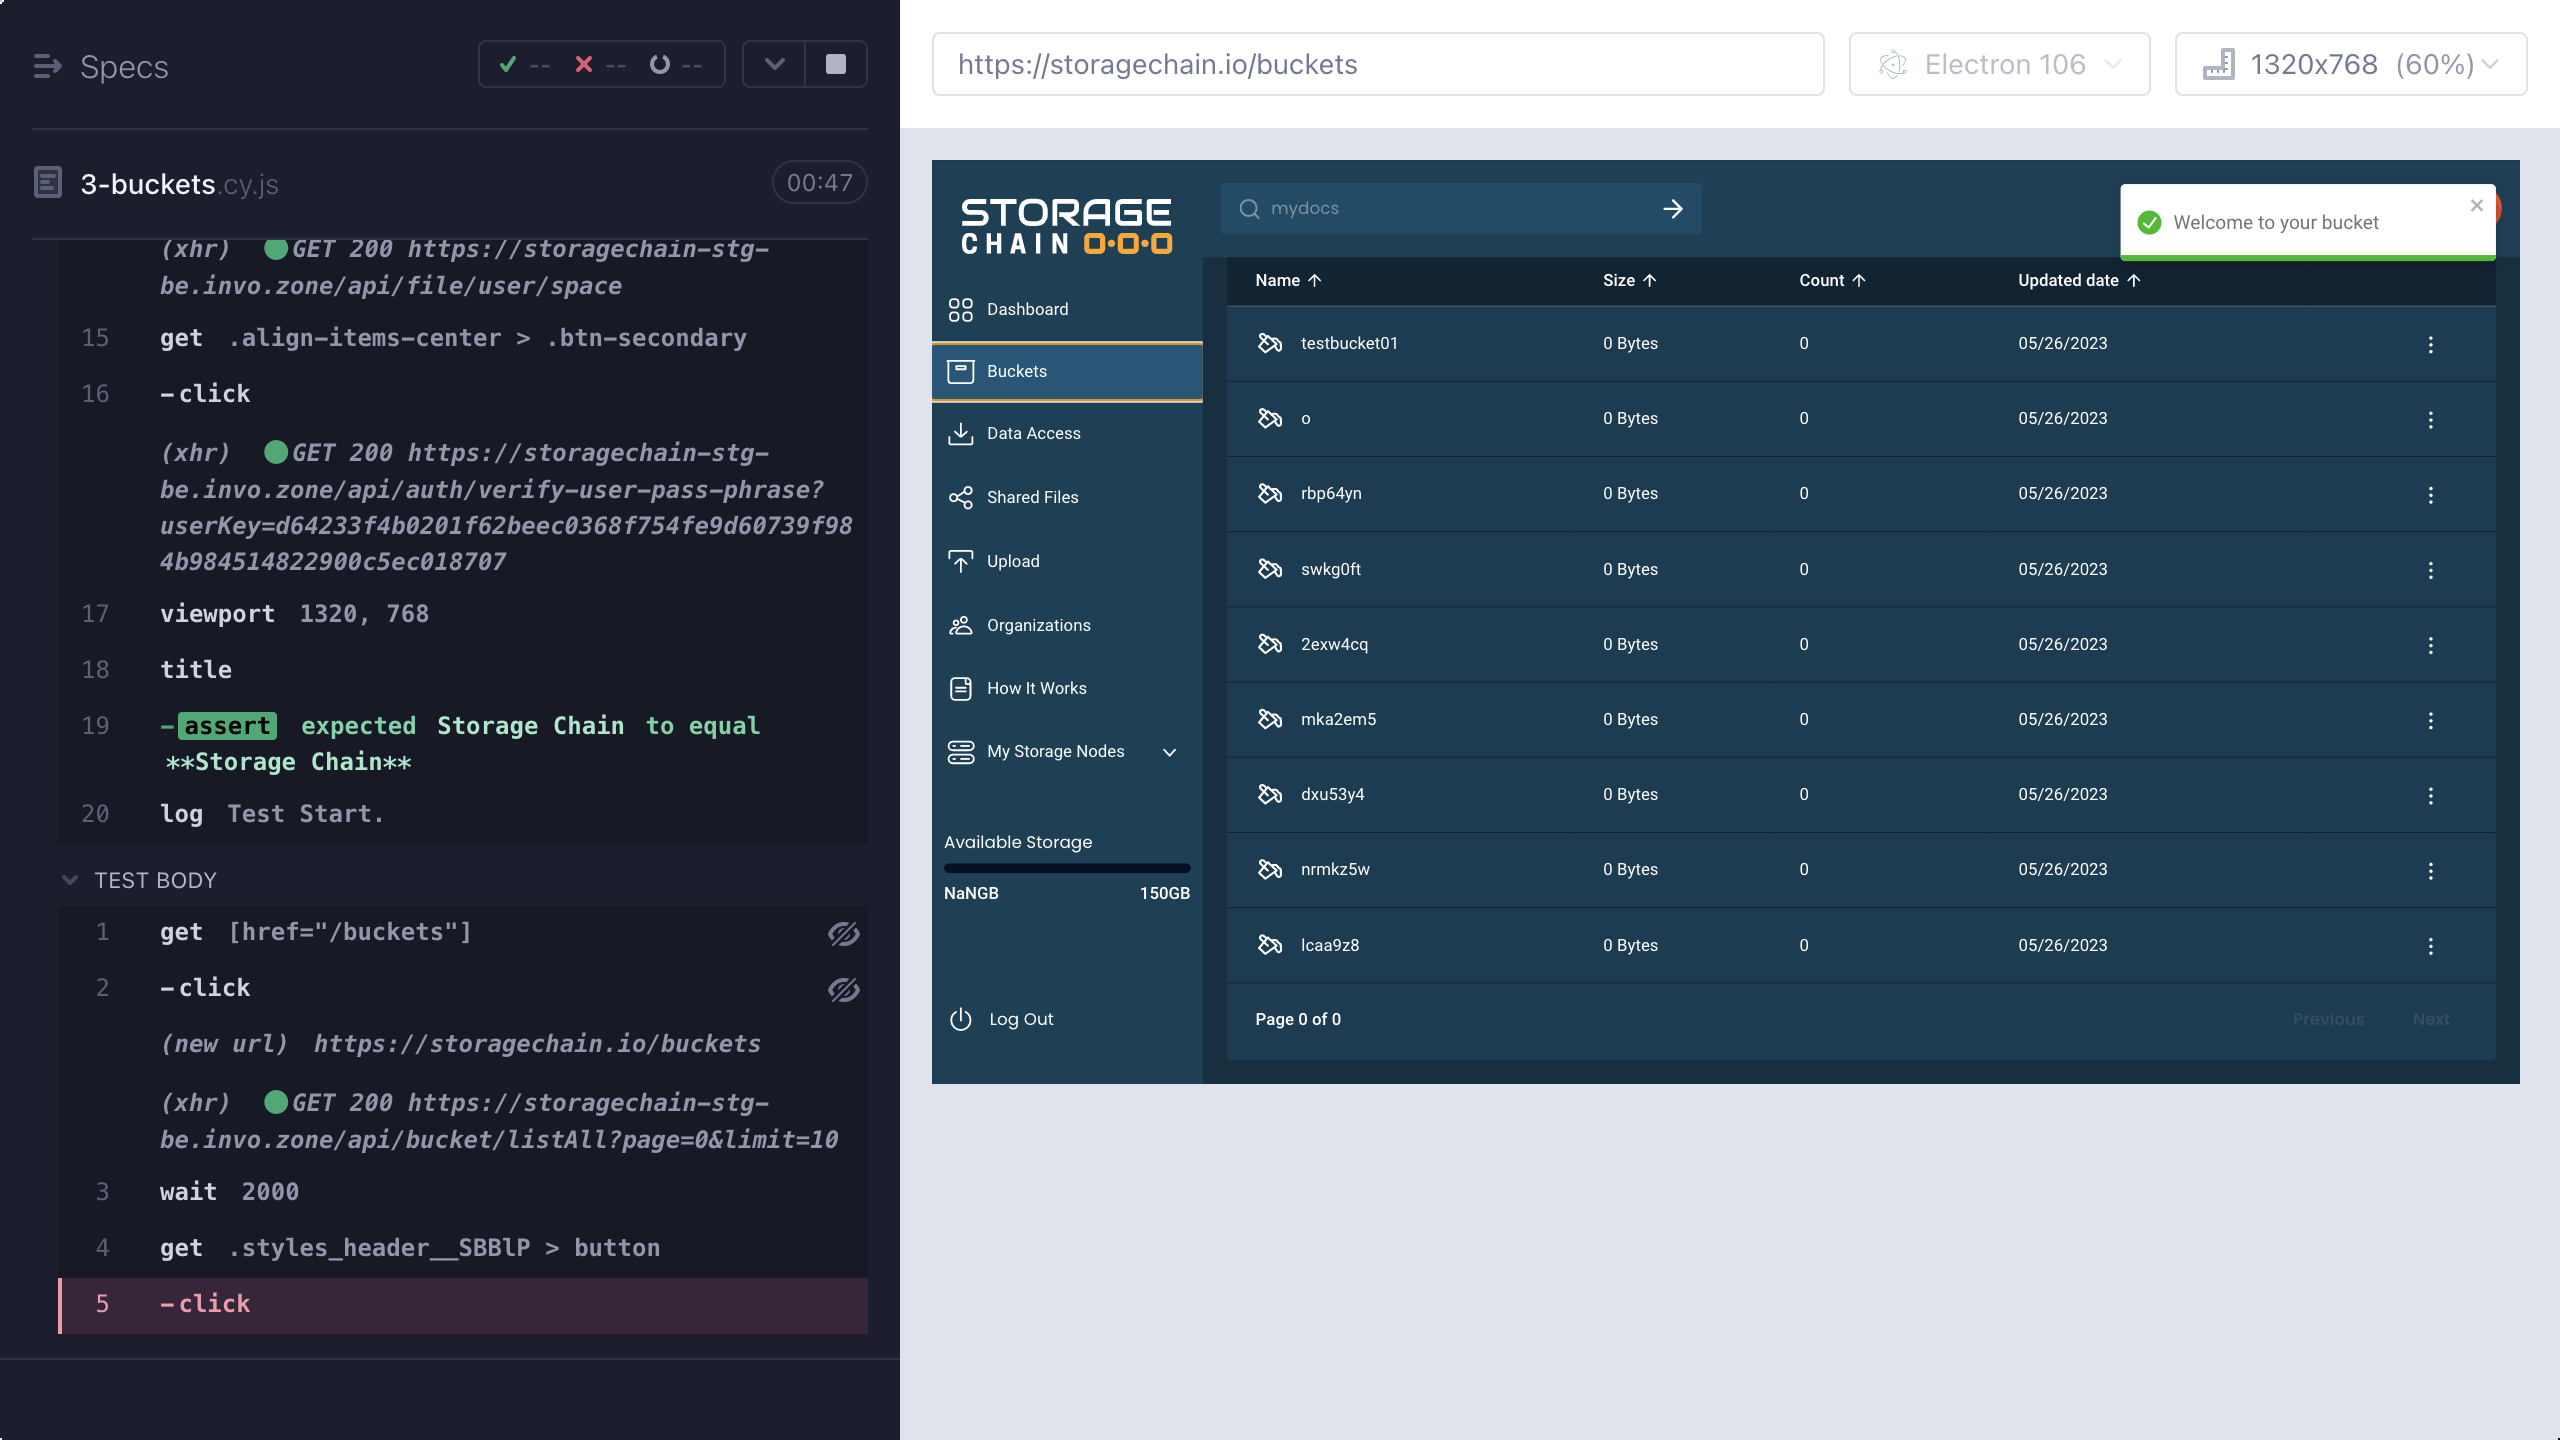 Specs
-- -- --
3-buckets.cy.js
00:47
(xhr) GET 200 https://storagechain-stg-
be.invo.zone/api/file/user/space
15 get .align-items-center > .btn-secondary
16 -click
(xhr) GET 200 https://storagechain-stg-
be.invo.zone/api/auth/verify-user-pass-phrase?
userKey=d64233f4b0201f62beec0368f754fe9d60739f98
4b984514822900c5ec018707
17 viewport 1320, 768
18 title
19 -assert expected Storage Chain to equal
**Storage Chain**
20 log Test Start.
TEST BODY
1 get [href="/buckets"]
2 -click
(new url) https://storagechain.io/buckets
(xhr) GET 200 https://storagechain-stg-
be.invo.zone/api/bucket/listAll?page=0&limit=10
3 wait 2000
4 get .styles_header__SBBlP > button
5 -click
https://storagechain.io/buckets
Electron 106
1320x768 (60%)
STORAGE
CHAIN
mydocs
Welcome to your bucket
Dashboard
Buckets
Data Access
Shared Files
Upload
Organizations
How It Works
My Storage Nodes
Available Storage
NaNGB 150GB
Log Out
Name Size Count Updated date
testbucket01 0 Bytes 0 05/26/2023
o 0 Bytes 0 05/26/2023
rbp64yn 0 Bytes 0 05/26/2023
swkg0ft 0 Bytes 0 05/26/2023
2exw4cq 0 Bytes 0 05/26/2023
mka2em5 0 Bytes 0 05/26/2023
dxu53y4 0 Bytes 0 05/26/2023
nrmkz5w 0 Bytes 0 05/26/2023
lcaa9z8 0 Bytes 0 05/26/2023
Page 0 of 0 Previous Next